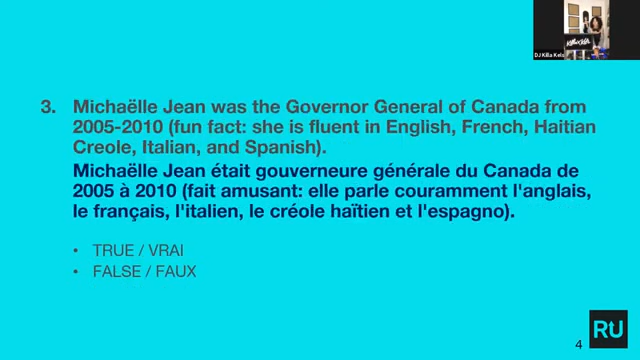 DJ Killa Kels
3. Michaëlle Jean was the Governor General of Canada from
2005-2010 (fun fact: she is fluent in English, French, Haitian
Creole, Italian, and Spanish).
Michaëlle Jean était gouverneure générale du Canada de
2005 à 2010 (fait amusant: elle parle couramment l'anglais,
le français, l'italien, le créole haïtien et l'espagno).
• TRUE / VRAI
• FALSE / FAUX
4
RU